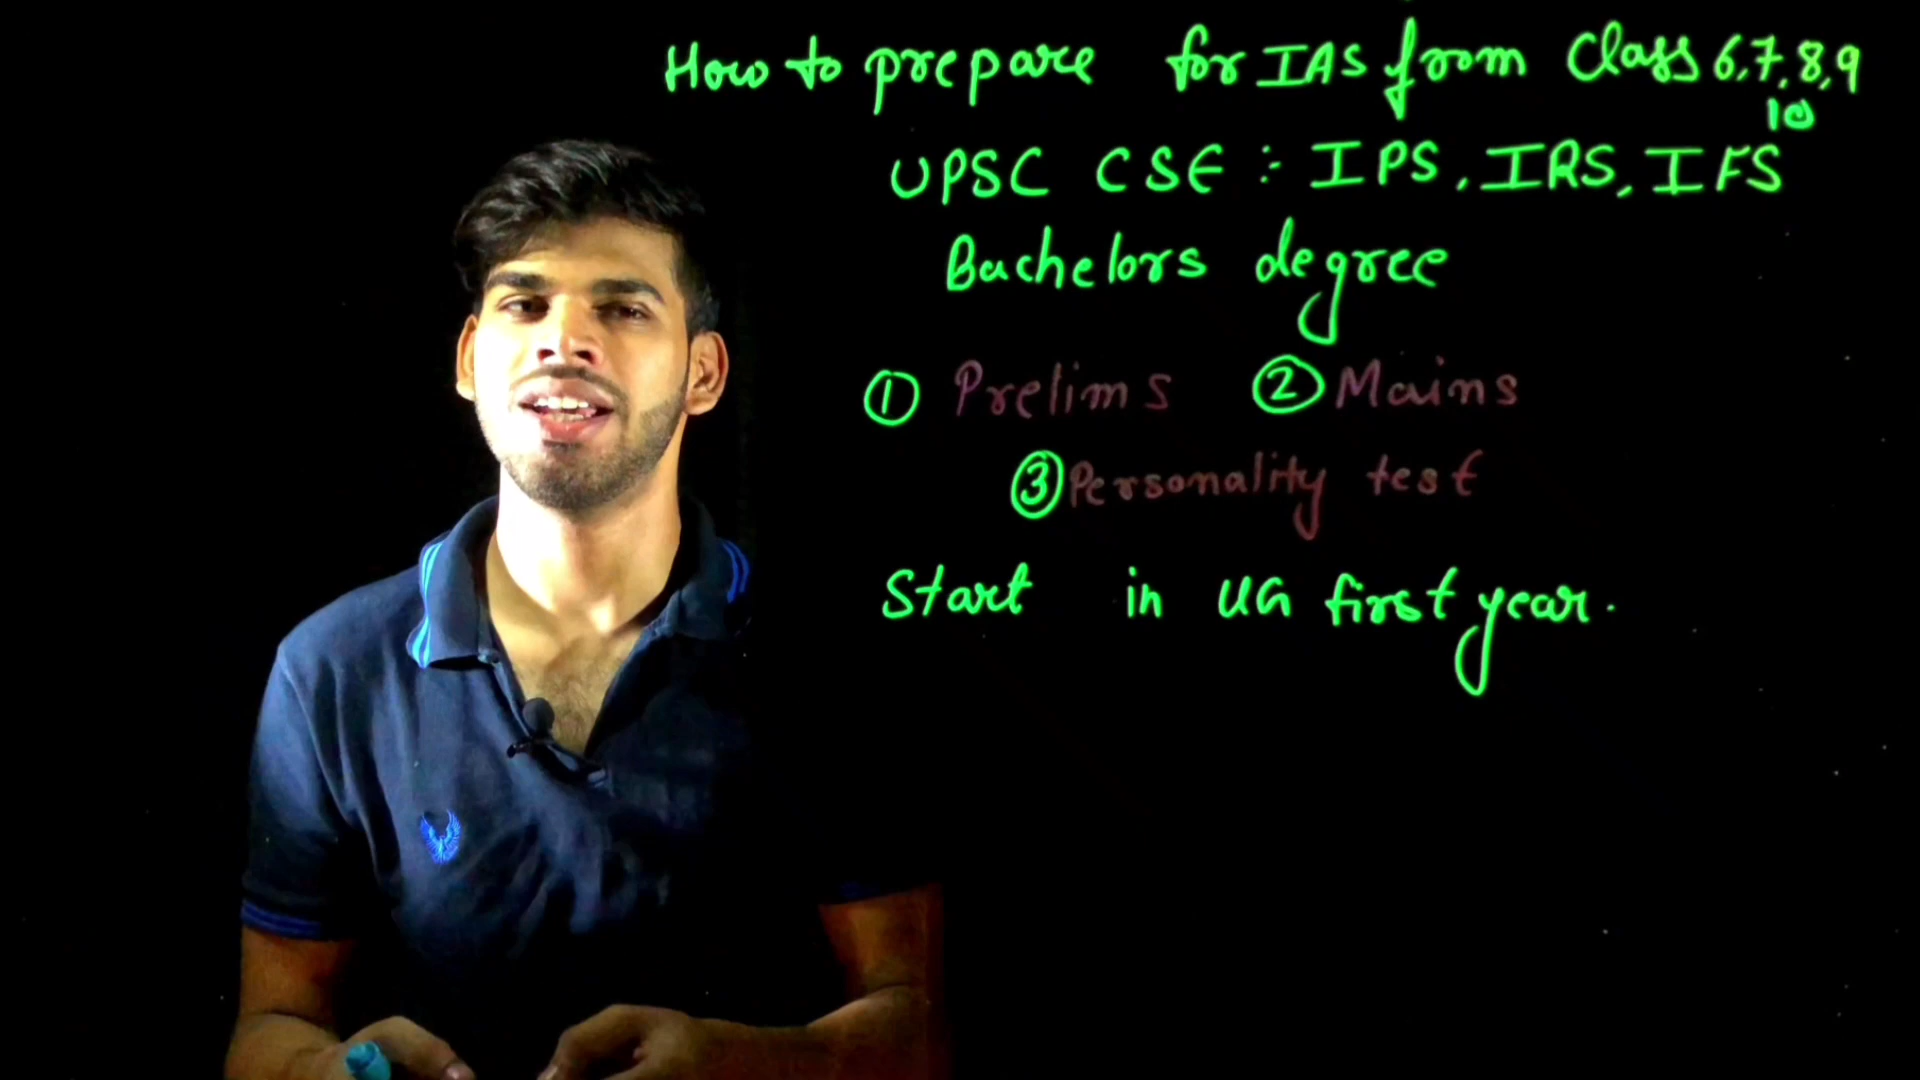 How to prepare for IAS from Class 6,7,8,9
10
UPSC CSE : IPS, IRS, IFS
Bachelors degree
① Prelims ② Mains
③ Personality test
Start in UG first year.